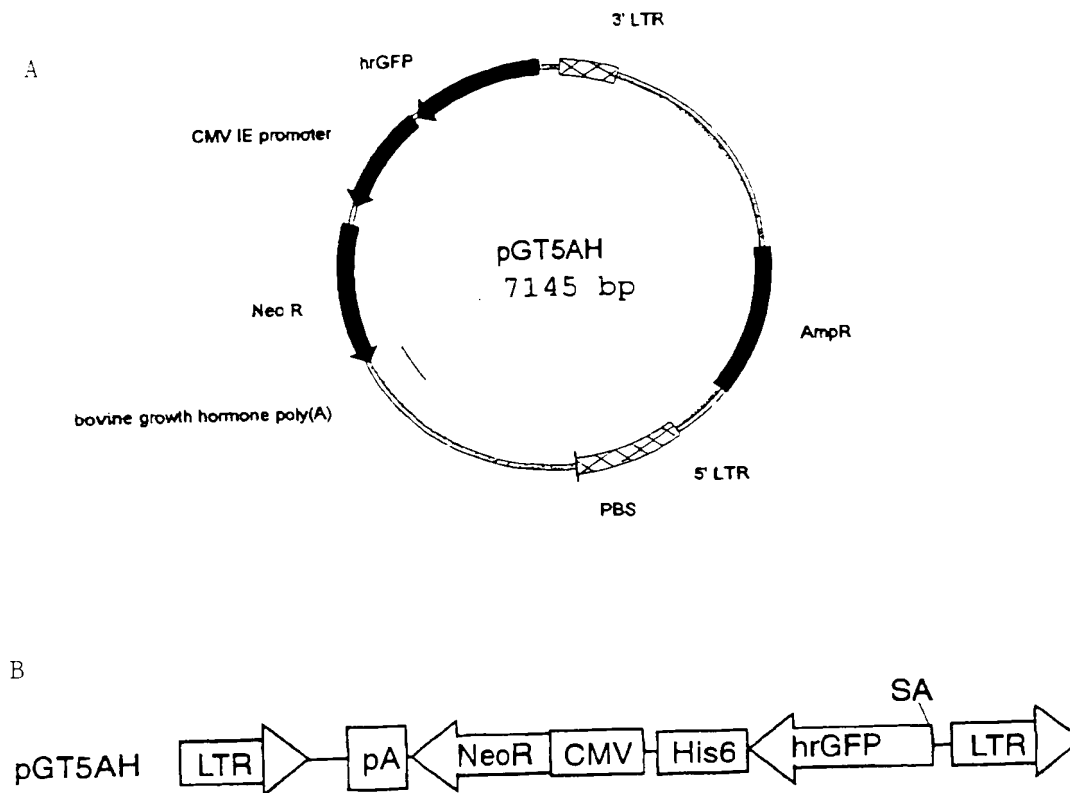 A
3' LTR
hrGFP
CMV IE promoter
pGT5AH
7145 bp
Neo R
AmpR
bovine growth hormone poly(A)
5' LTR
PBS
B
SA
pGT5AH LTR pA NeoR CMV His6 hrGFP LTR